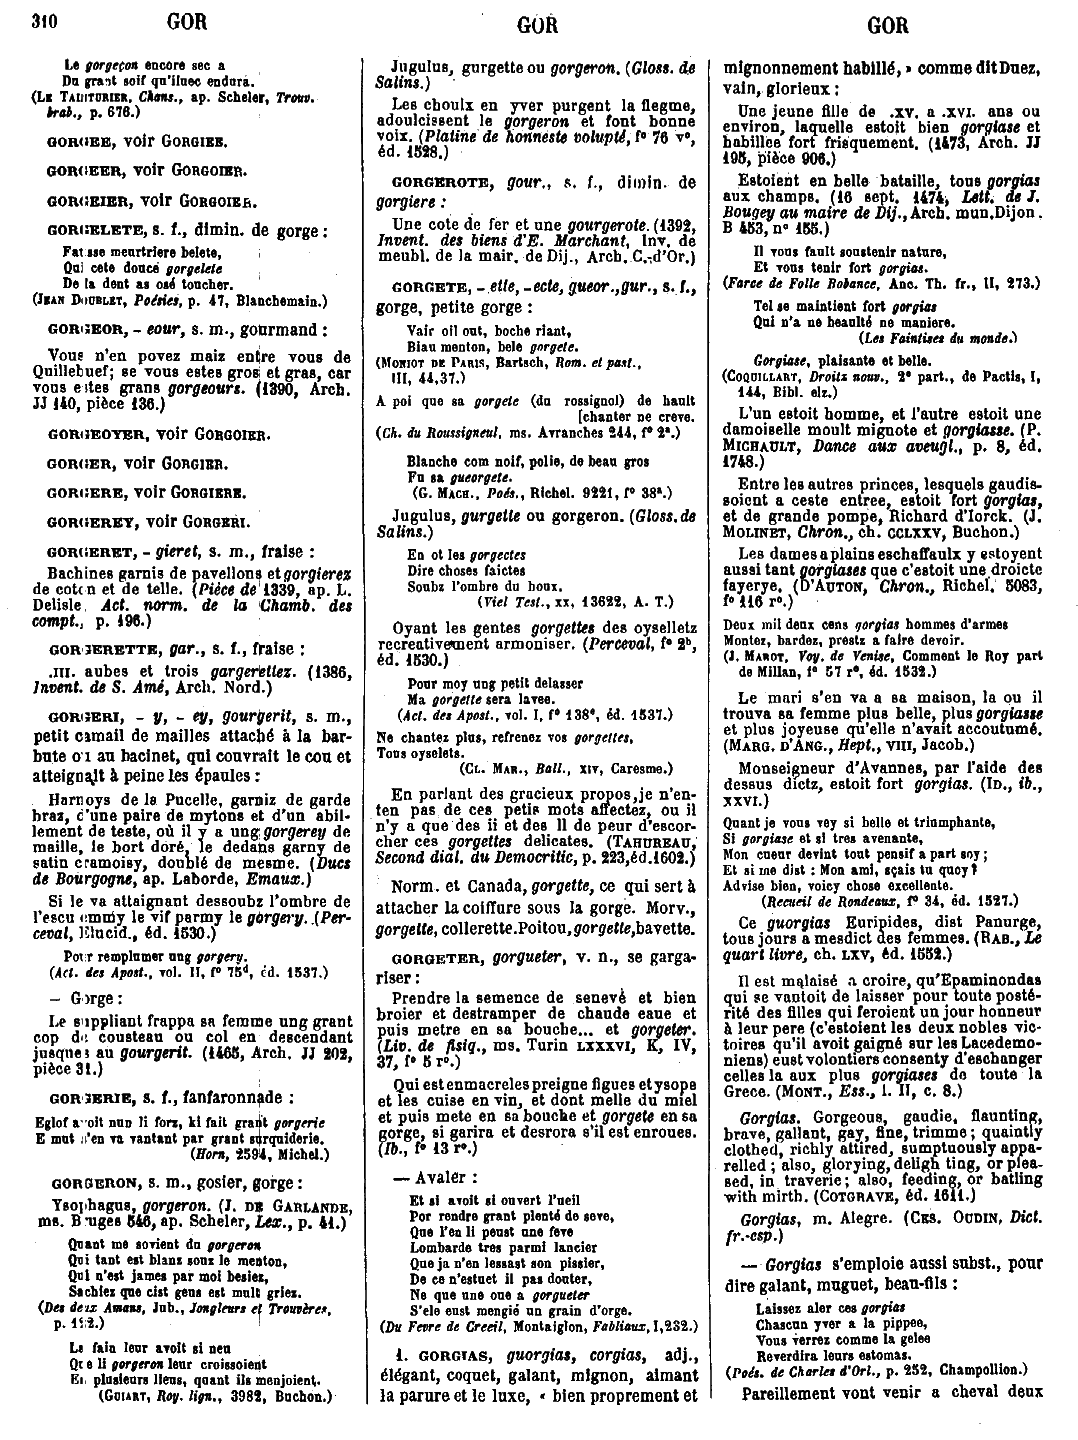 310 GOR GOR GOR
Le gorgeçon encore sec a
Du grant soif qu'iluec endura.
(LE TAUITURIER, Chans., ap. Scheler, Trouv.
brab., p. 676.)
GORGEE, voir GORGIEE.
GORGEER, voir GORGOIER.
GORGEIER, voir GORGOIER.
GORGELETE, s. f., dimin. de gorge :
Fausse meurtriere belete,
Qui cete douce gorgelete
De la dent as osé toucher.
(JEAN DOUBLET, Poésies, p. 47, Blanchemain.)
GORGEOR, - eour, s. m., gourmand :
Vous n'en povez maiz entre vous de
Quillebuef; se vous estes gros et gras, car
vous estes grans gorgeours. (1390, Arch.
JJ 140, pièce 136.)
GORGEOYER, voir GORGOIER.
GORGER, voir GORGIER.
GORGERE, voir GORGIERE.
GORGEREY, voir GORGERI.
GORGERET, - gieret, s. m., fraise :
Bachines garnis de pavellons et gorgierez
de coton et de telle. (Pièce de 1339, ap. L.
Delisle, Act. norm. de la Chamb. des
compt., p. 196.)
GORGERETTE, gar., s. f., fraise :
.III. aubes et trois gargerettez. (1386,
Invent. de S. Amé, Arch. Nord.)
GORGERI, - y, - ey, gourgerit, s. m.,
petit camail de mailles attaché à la bar-
bute ou au bacinet, qui couvrait le cou et
atteignait à peine les épaules :
Harnoys de la Pucelle, garniz de garde
braz, d'une paire de mytons et d'un abil-
lement de teste, où il y a ung gorgerey de
maille, le bort doré, le dedans garny de
satin cramoisy, doublé de mesme. (Ducs
de Bourgogne, ap. Laborde, Emaux.)
Si le va attaignant dessoubz l'ombre de
l'escu emmy le vif parmy le gorgery. (Per-
ceval, Elucid., éd. 1530.)
Pour remplumer ung gorgery.
(Act. des Apost., vol. II, f° 75d, éd. 1537.)
— Gorge :
Le suppliant frappa sa femme ung grant
cop de cousteau ou col en descendant
jusques au gourgerit. (1465, Arch. JJ 202,
pièce 31.)
GORGERIE, s. f., fanfaronnade :
Eglof avoit nun li forz, ki fait grant gorgerie
E mut s'en va vantant par grant surquiderie.
(Horn, 2594, Michel.)
GORGERON, s. m., gosier, gorge :
Ysophagus, gorgeron. (J. DE GARLANDE,
ms. Bruges 546, ap. Scheler, Lex., p. 41.)
Quant me sovient du gorgeron
Qui tant est blans sonz le menton,
Qui n'est james par moi besiez,
Sachiez que cist gens est mult griez.
(Des deux Amans, Jub., Jongleurs et Trouvères,
p. 122.)
La fain leur avoit si neu
Que li gorgeron leur croissoient
En plusieurs lieus, quant ils menjoient.
(GUIART, Roy. lign., 3982, Buchon.)
Jugulus, gurgette ou gorgeron. (Gloss. de
Salins.)
Les choulx en yver purgent la flegme,
adoulcissent le gorgeron et font bonne
voix. (Platine de honneste volupté, f° 76 v°,
éd. 1528.)
GORGEROTE, gour., s. f., dimin. de
gorgiere :
Une cote de fer et une gourgerote. (1392,
Invent. des biens d'E. Marchant, Inv. de
meubl. de la mair. de Dij., Arch. C.-d'Or.)
GORGETE, - elle, - ecte, gueor., gur., s. f.,
gorge, petite gorge :
Vair oil out, boche riant,
Biau menton, bele gorgete.
(MONIOT DE PARIS, Bartsch, Rom. et past.,
III, 44,37.)
A poi que sa gorgete (du rossignol) de hault
[chanter ne creve.
(Ch. du Roussigneul, ms. Avranches 244, f° 2a.)
Blanche com noif, polie, de beau gros
Fu sa gueorgete.
(G. MACH., Poés., Richel. 9221, f° 38a.)
Jugulus, gurgette ou gorgeron. (Gloss. de
Salins.)
En ot les gorgectes
Dire choses faictes
Soubz l'ombre du houx.
(Viel Test., XX, 13622, A. T.)
Oyant les gentes gorgettes des oyselletz
recreativement armoniser. (Perceval, f° 2b,
éd. 1530.)
Pour moy ung petit delasser
Ma gorgette sera lavee.
(Act. des Apost., vol. I, f° 138a, éd. 1537.)
Ne chantez plus, refrenez vos gorgettes,
Tous oyselets.
(CL. MAR., Ball., XIV, Caresme.)
En parlant des gracieux propos, je n'en-
ten pas de ces petis mots affectez, ou il
n'y a que des ii et des ll de peur d'escor-
cher ces gorgettes delicates. (TAHUREAU,
Second dial. du Democritic, p. 223, éd. 1602.)
Norm. et Canada, gorgette, ce qui sert à
attacher la coiffure sous la gorge. Morv.,
gorgette, collerette. Poitou, gorgette, bavette.
GORGETER, gorgueter, v. n., se garga-
riser :
Prendre la semence de senevé et bien
broier et destramper de chaude eaue et
puis metre en sa bouche... et gorgeter.
(Liv. de fisiq., ms. Turin LXXXVI, K, IV,
37, f° 5 r°.)
Qui est enmacreles preigne figues et ysope
et les cuise en vin, et dont melle du miel
et puis mete en sa bouche et gorgete en sa
gorge, si garira et desrora s'il est enroues.
(Ib., f° 13 r°.)
— Avaler :
Et si avoit si ouvert l'ueil
Por rendre grant plenté de seve,
Que l'en li peust une feve
Lombarde tres parmi lancier
Que ja n'en lessast son pissier,
De ce n'estuet il pas douter,
Ne que une oue a gorgueter
S'ele eust mengié un grain d'orge.
(Du Fevre de Creeil, Montaiglon, Fabliaux, I, 232.)
1. GORGIAS, guorgias, corgias, adj.,
élégant, coquet, galant, mignon, aimant
la parure et le luxe, « bien proprement et
mignonnement habillé, » comme dit Duez,
vain, glorieux :
Une jeune fille de .XV. a .XVI. ans ou
environ, laquelle estoit bien gorgiase et
habillee fort frisquement. (1473, Arch. JJ
195, pièce 906.)
Estoient en belle bataille, tous gorgias
aux champs. (16 sept. 1474, Lett. de J.
Bougey au maire de Dij., Arch. mun. Dijon.
B 453, n° 155.)
Il vous fault soustenir nature,
Et vous tenir fort gorgias.
(Farce de Folle Bobance, Anc. Th. fr., II, 273.)
Tel se maintient fort gorgias
Qui n'a ne beaulté ne maniere.
(Les Faintises du monde.)
Gorgiase, plaisante et belle.
(COQUILLART, Droitz nouv., 2e part., de Pactis, I,
144, Bibl. elz.)
L'un estoit homme, et l'autre estoit une
damoiselle moult mignote et gorgiasse. (P.
MICHAULT, Dance aux aveugl., p. 8, éd.
1748.)
Entre les autres princes, lesquels gaudis-
soient a ceste entree, estoit fort gorgias,
et de grande pompe, Richard d'Iorck. (J.
MOLINET, Chron., ch. CCLXXV, Buchon.)
Les dames a plains eschaffaulx y estoyent
aussi tant gorgiases que c'estoit une droicte
fayerye. (D'AUTON, Chron., Richel. 5083,
f° 116 r°.)
Deux mil deux cens gorgias hommes d'armes
Montez, bardez, prestz a faire devoir.
(J. MAROT, Voy. de Venise, Comment le Roy part
de Millan, f° 57 r°, éd. 1532.)
Le mari s'en va a sa maison, la ou il
trouva sa femme plus belle, plus gorgiasse
et plus joyeuse qu'elle n'avait accoutumé.
(MARG. D'ANG., Hept., VIII, Jacob.)
Monseigneur d'Avannes, par l'aide des
dessus dictz, estoit fort gorgias. (ID., ib.,
XXVI.)
Quant je vous vey si belle et triumphante,
Si gorgiase et si tres avenante,
Mon cueur devint tout pensif a part soy ;
Et si me dist : Mon ami, sçais tu quoy ?
Advise bien, voicy chose excellente.
(Recueil de Rondeaux, f° 34, éd. 1527.)
Ce guorgias Euripides, dist Panurge,
tous jours a mesdict des femmes. (RAB., Le
quart livre, ch. LXV, éd. 1552.)
Il est malaisé a croire, qu'Epaminondas
qui se vantoit de laisser pour toute posté-
rité des filles qui feroient un jour honneur
à leur pere (c'estoient les deux nobles vic-
toires qu'il avoit gaigné sur les Lacedemo-
niens) eust volontiers consenty d'eschanger
celles la aux plus gorgiases de toute la
Grece. (MONT., Ess., l. II, c. 8.)
Gorgias. Gorgeous, gaudie, flaunting,
brave, gallant, gay, fine, trimme ; quaintly
clothed, richly attired, sumptuously appa-
relled ; also, glorying, deligh ting, or plea-
sed, in traverie; also, feeding, or batling
with mirth. (COTGRAVE, éd. 1611.)
Gorgias, m. Alegre. (CES. OUDIN, Dict.
fr.-esp.)
— Gorgias s'emploie aussi subst., pour
dire galant, muguet, beau-fils :
Laissez aler ces gorgias
Chascun yver a la pippee,
Vous verrez comme la gelee
Reverdira leurs estomas.
(Poés. de Charles d'Orl., p. 252, Champollion.)
Pareillement vont venir a cheval deux